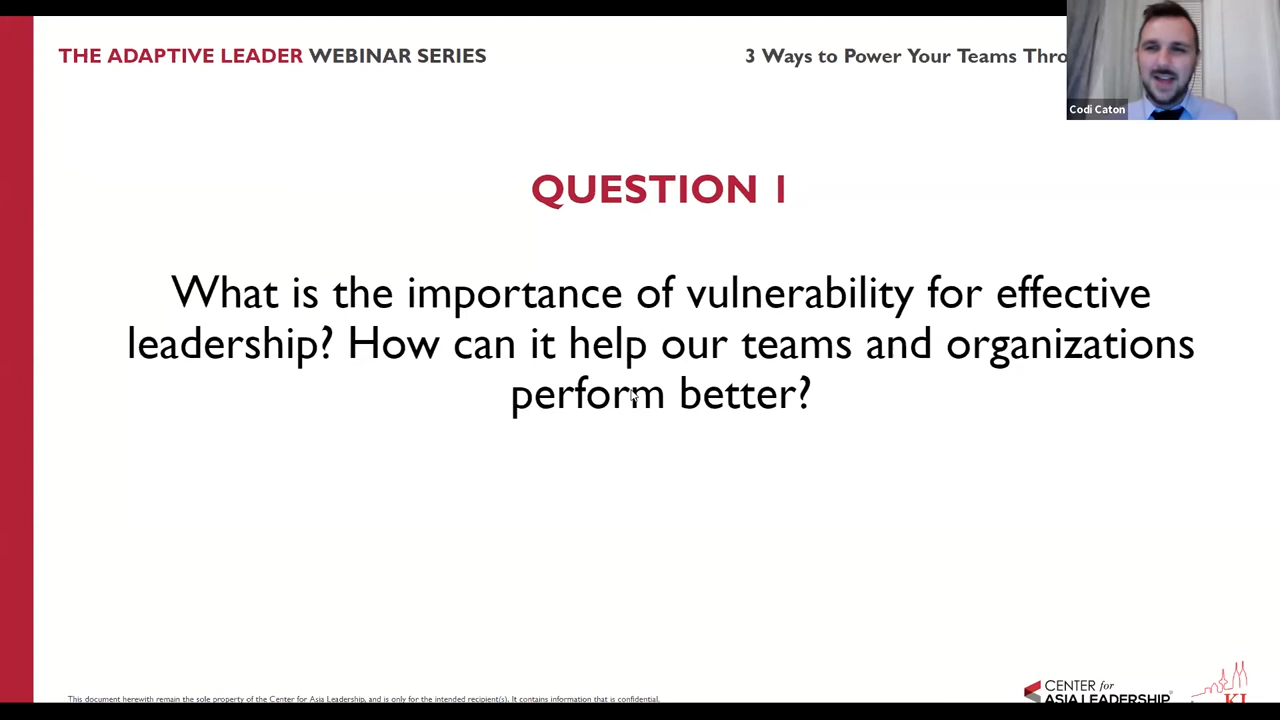 THE ADAPTIVE LEADER WEBINAR SERIES
3 Ways to Power Your Teams
Codi Caton
QUESTION 1
What is the importance of vulnerability for effective
leadership? How can it help our teams and organizations
perform better?
This document herewith remain the sole property of the Center for Asia Leadership, and is only for the intended recipient(s). It contains information that is confidential.
CENTER for
ASIA LEADERSHIP